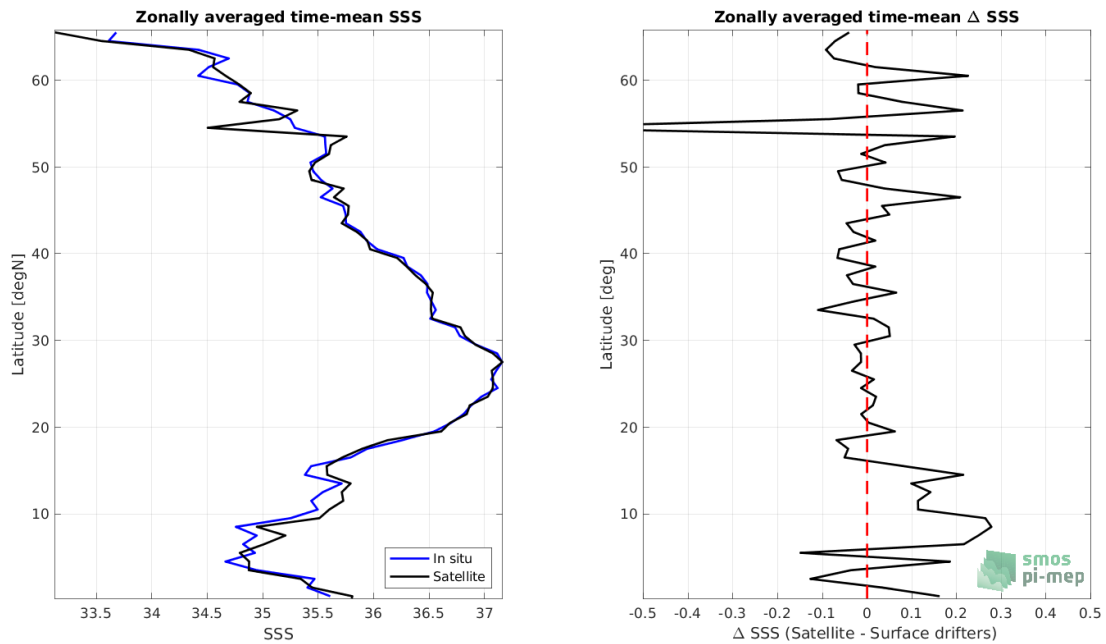 Zonally averaged time-mean SSS
Latitude [degN]
60
50
40
30
20
10
In situ
Satellite
33.5 34 34.5 35 35.5 36 36.5 37
SSS
Zonally averaged time-mean Δ SSS
Latitude [deg]
60
50
40
30
20
10
smos
pi-mep
-0.5 -0.4 -0.3 -0.2 -0.1 0 0.1 0.2 0.3 0.4 0.5
Δ SSS (Satellite - Surface drifters)